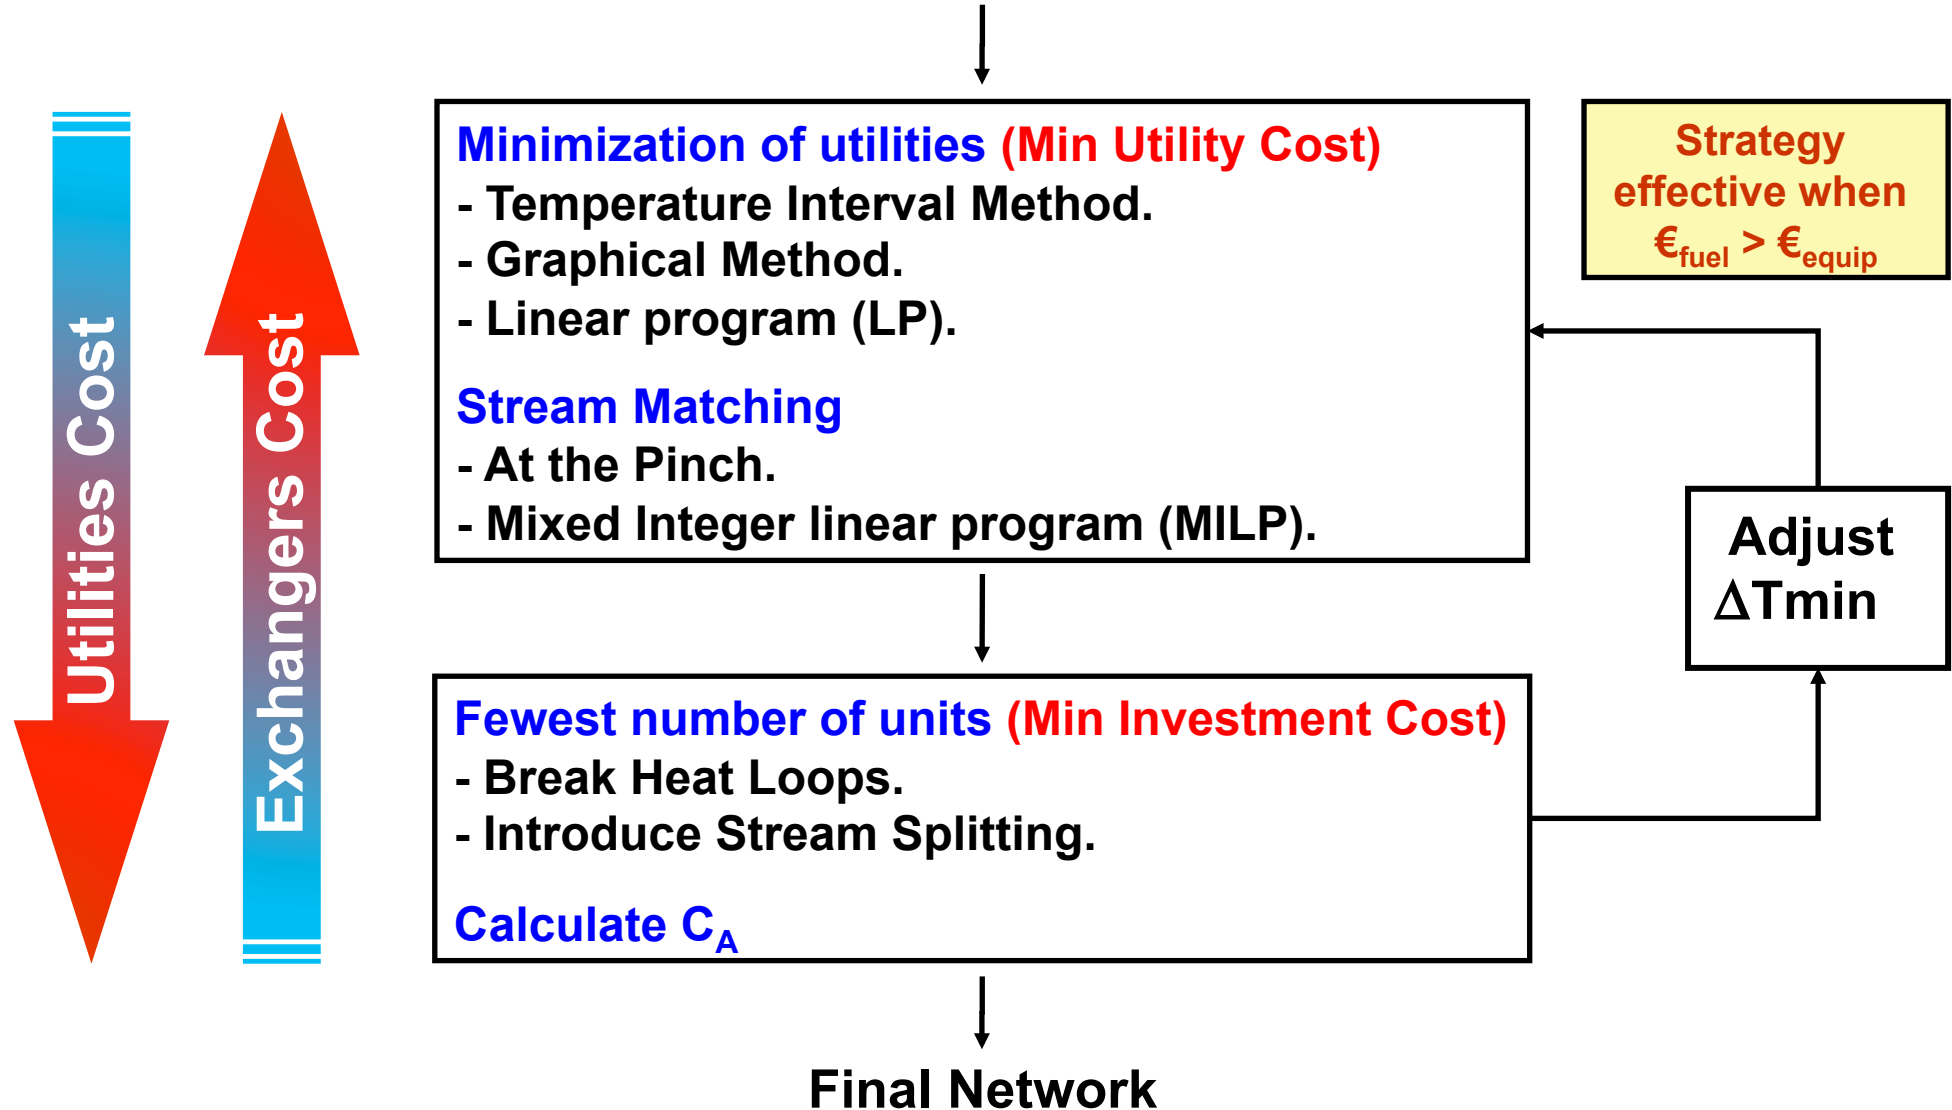 Utilities Cost
Exchangers Cost
Minimization of utilities (Min Utility Cost)
- Temperature Interval Method.
- Graphical Method.
- Linear program (LP).
Stream Matching
- At the Pinch.
- Mixed Integer linear program (MILP).
Strategy
effective when
€fuel > €equip
Adjust
ΔTmin
Fewest number of units (Min Investment Cost)
- Break Heat Loops.
- Introduce Stream Splitting.
Calculate CA
Final Network